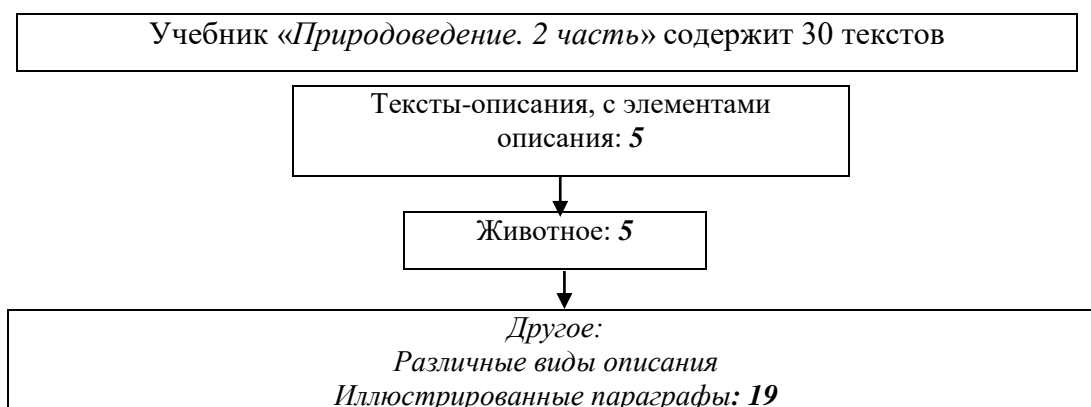 Учебник «Природоведение. 2 часть» содержит 30 текстов
Тексты-описания, с элементами
описания: 5
Животное: 5
Другое:
Различные виды описания
Иллюстрированные параграфы: 19